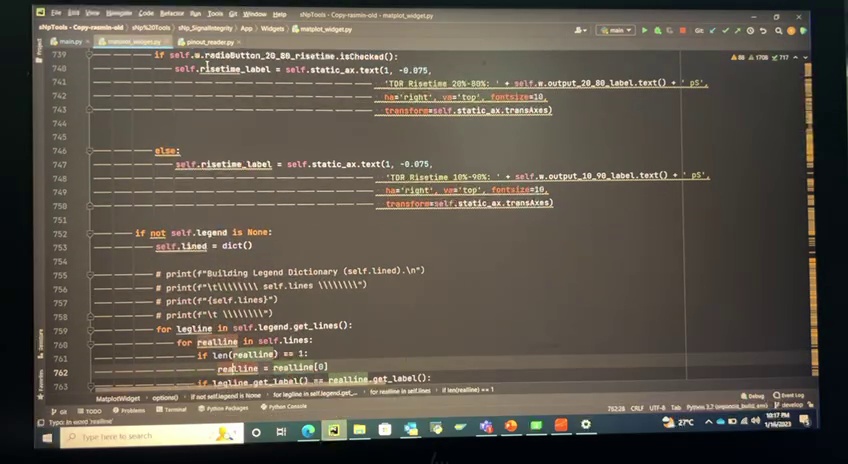 File Edit View Navigate Code Refactor Run Tools Git Window Help
sNpTools - Copy-rasmin-old - matplot_widget.py
sNpTools - Copy-rasmin-old
sNp%20Tools
sNp_SignalIntegrity
App
Widgets
matplot_widget.py
main
Git:
main.py
matplot_widget.py
pinout_reader.py
Project
88 1708 717
739 if self.w.radioButton_20_80_risetime.isChecked():
740 self.risetime_label = self.static_ax.text(1, -0.075,
741 'TDR Risetime 20%-80%: ' + self.w.output_20_80_label.text() + ' pS',
742 ha='right', va='top', fontsize=10,
743 transform=self.static_ax.transAxes)
744
745
746 else:
747 self.risetime_label = self.static_ax.text(1, -0.075,
748 'TDR Risetime 10%-90%: ' + self.w.output_10_90_label.text() + ' pS',
749 ha='right', va='top', fontsize=10,
750 transform=self.static_ax.transAxes)
751
752 if not self.legend is None:
753 self.lined = dict()
754
755 # print(f"Building Legend Dictionary (self.lined).\n")
756 # print(f"\t\\\\\\\\ self.lines \\\\\\\\")
757 # print(f"{self.lines}")
758 # print(f"\t \\\\\\\\")
759 for legline in self.legend.get_lines():
760 for realline in self.lines:
761 if len(realline) == 1:
762 realline = realline[0]
763 if legline.get_label() == realline.get_label():
Structure
Favorites
MatplotWidget
options()
if not self.legend is None
for legline in self.legend.get_...
for realline in self.lines
if len(realline) == 1
Git
TODO
Problems
Terminal
Python Packages
Python Console
Debug
Event Log
Typo: In word 'realline'
762:28 CRLF UTF-8 Tab
develop
Type here to search
27°C
10:17 PM
1/16/2023